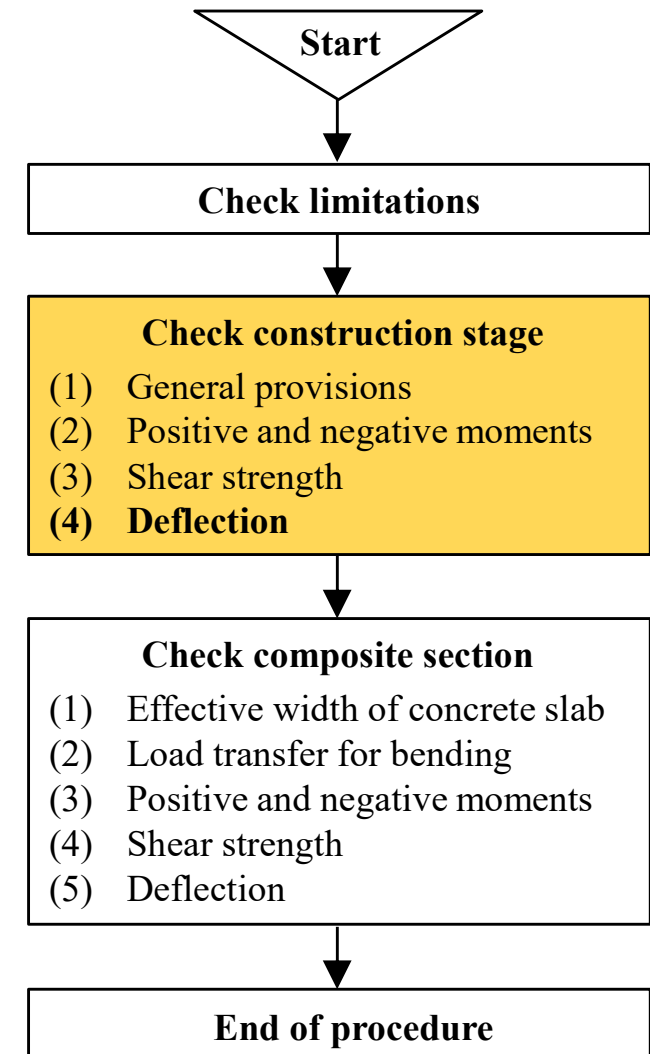 Start
Check limitations
Check construction stage
(1) General provisions
(2) Positive and negative moments
(3) Shear strength
(4) Deflection
Check composite section
(1) Effective width of concrete slab
(2) Load transfer for bending
(3) Positive and negative moments
(4) Shear strength
(5) Deflection
End of procedure